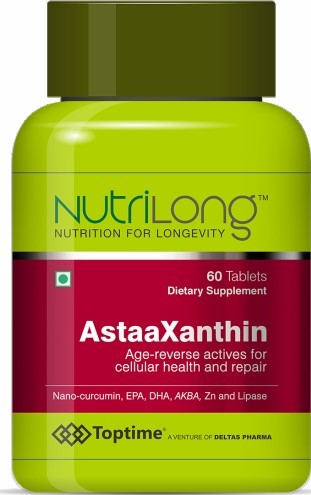 NutriLong™
NUTRITION FOR LONGEVITY
60 Tablets
Dietary Supplement
AstaaXanthin
Age-reverse actives for
cellular health and repair
Nano-curcumin, EPA, DHA, AKBA, Zn and Lipase
Toptime® A VENTURE OF DELTAS PHARMA